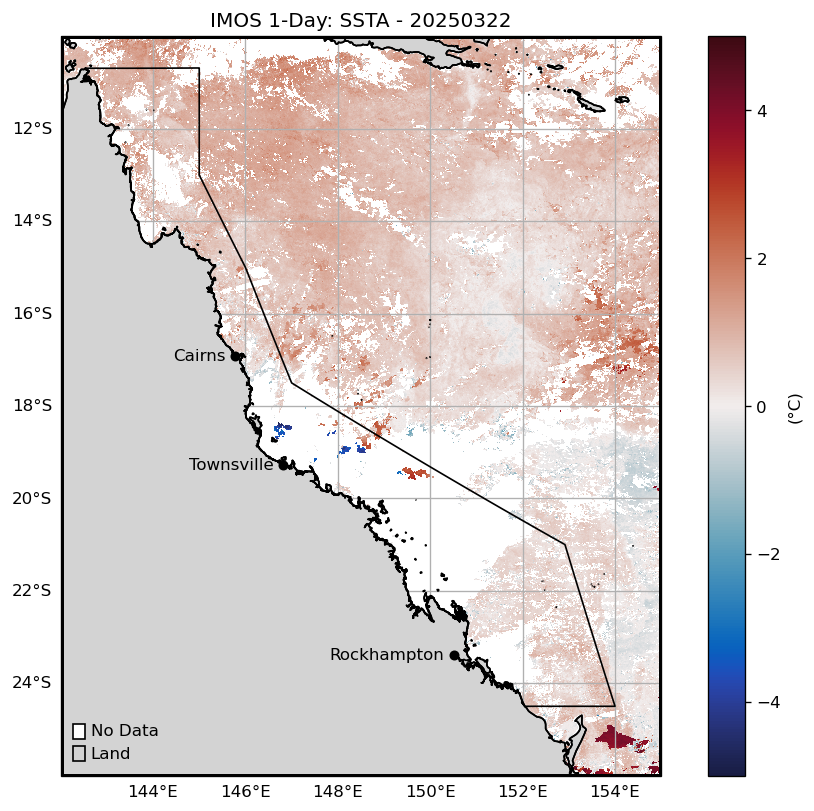 IMOS 1-Day: SSTA - 20250322
12°S
14°S
16°S
18°S
20°S
22°S
24°S
Cairns
Townsville
Rockhampton
No Data
Land
144°E
146°E
148°E
150°E
152°E
154°E
4
2
0
−2
−4
(°C)